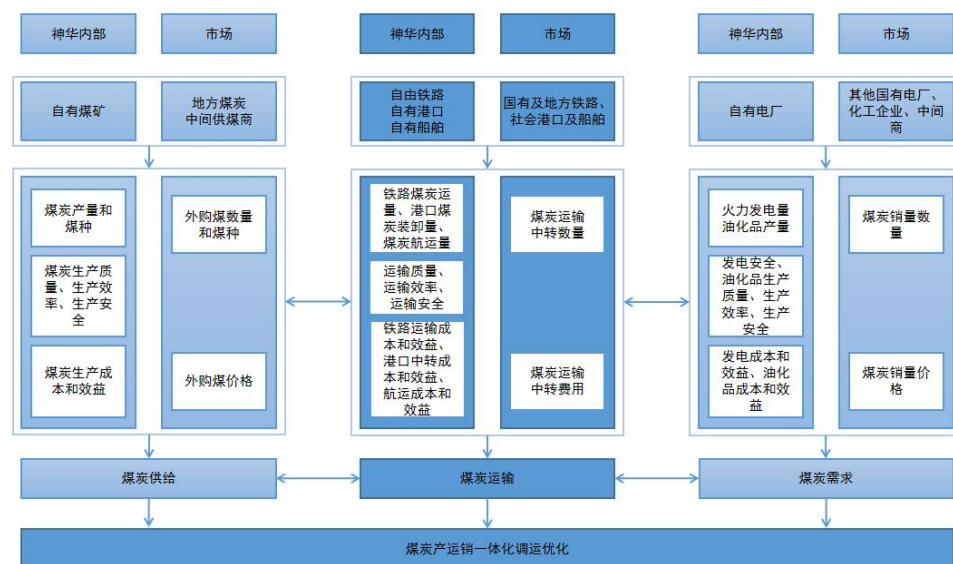 神华内部
市场
神华内部
市场
神华内部
市场
自有煤矿
地方煤炭
中间供煤商
自由铁路
自有港口
自有船舶
国有及地方铁路、
社会港口及船舶
自有电厂
其他国有电厂、
化工企业、中间
商
煤炭产量和
煤种
外购煤数量
和煤种
铁路煤炭运
量、港口煤
炭装卸量、
煤炭航运量
煤炭运输
中转数量
火力发电量
油化品产量
煤炭销量数
量
煤炭生产质
量、生产效
率、生产安
全
运输质量、
运输效率、
运输安全
发电安全、
油化品生产
质量、生产
效率、生产
安全
煤炭生产成
本和效益
外购煤价格
铁路运输成
本和效益、
港口中转成
本和效益、
航运成本和
效益
煤炭运输
中转费用
发电成本和
效益、油化
品成本和效
益
煤炭销量价
格
煤炭供给
煤炭运输
煤炭需求
煤炭产运销一体化调运优化